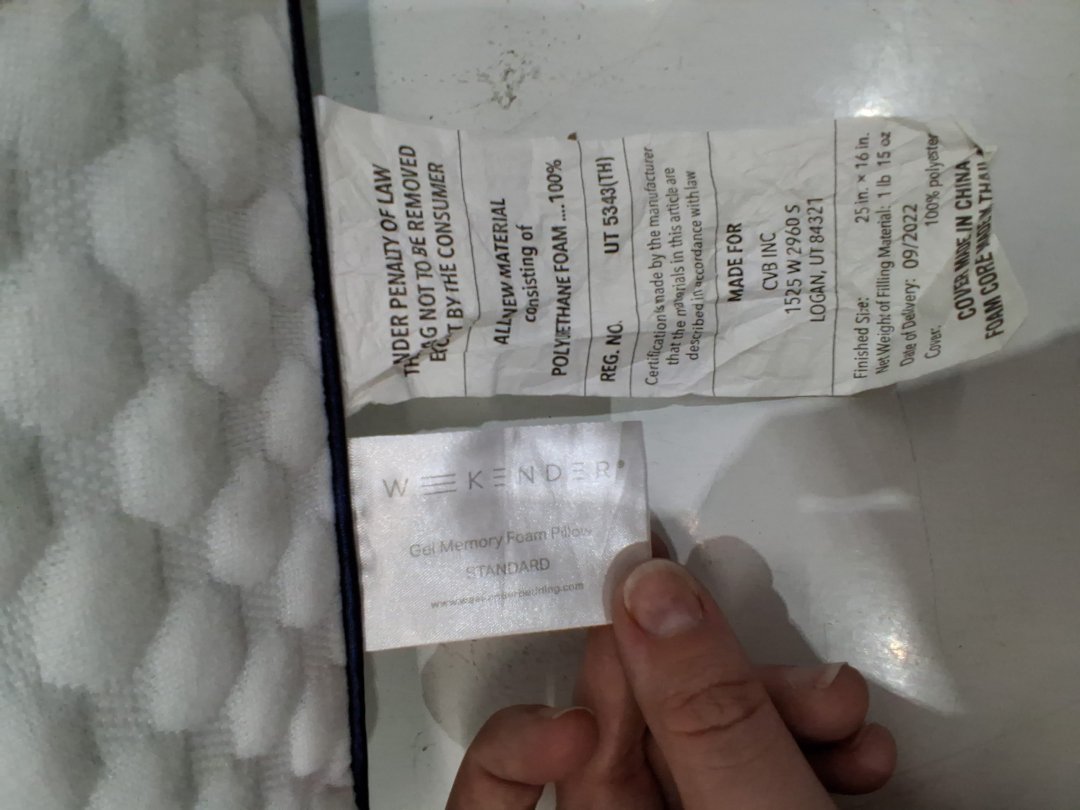 UNDER PENALTY OF LAW
TAG NOT TO BE REMOVED
BY THE CONSUMER
ALL NEW MATERIAL
consisting of
POLYURETHANE FOAM ....100%
REG. NO. UT 5343(TH)
Certification is made by the manufacturer
that the materials in this article are
described in accordance with law
MADE FOR
CVB INC
1525 W 2960 S
LOGAN, UT 84321
Finished Size: 25 in. × 16 in.
Net Weight of Filling Material: 1 lb 15 oz
Date of Delivery: 09/2022
Cover: 100% polyester
COVER MADE IN CHINA
FOAM CORE MADE IN
WEEKENDER®
Gel Memory Foam Pillow
STANDARD
www.weekenderbedding.com